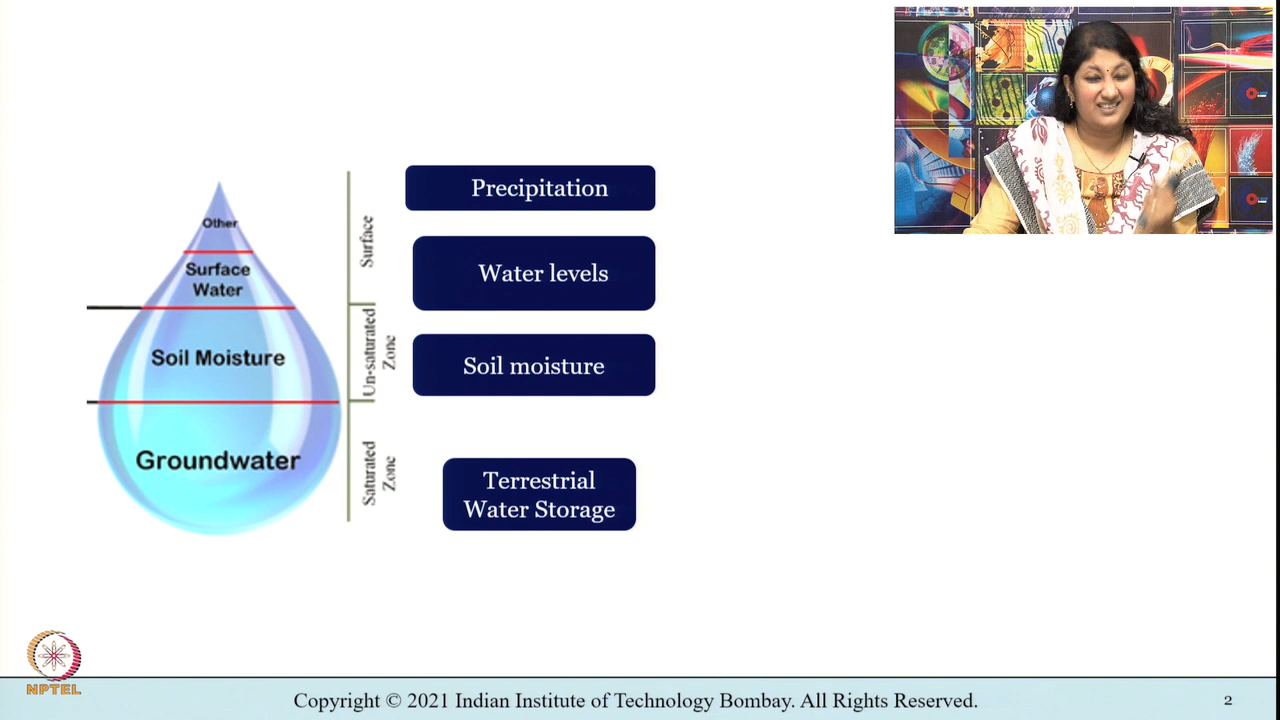 Other
Surface
Water
Soil Moisture
Groundwater
Surface
Un-saturated
Zone
Saturated
Zone
Precipitation
Water levels
Soil moisture
Terrestrial
Water Storage
NPTEL
Copyright © 2021 Indian Institute of Technology Bombay. All Rights Reserved.
2